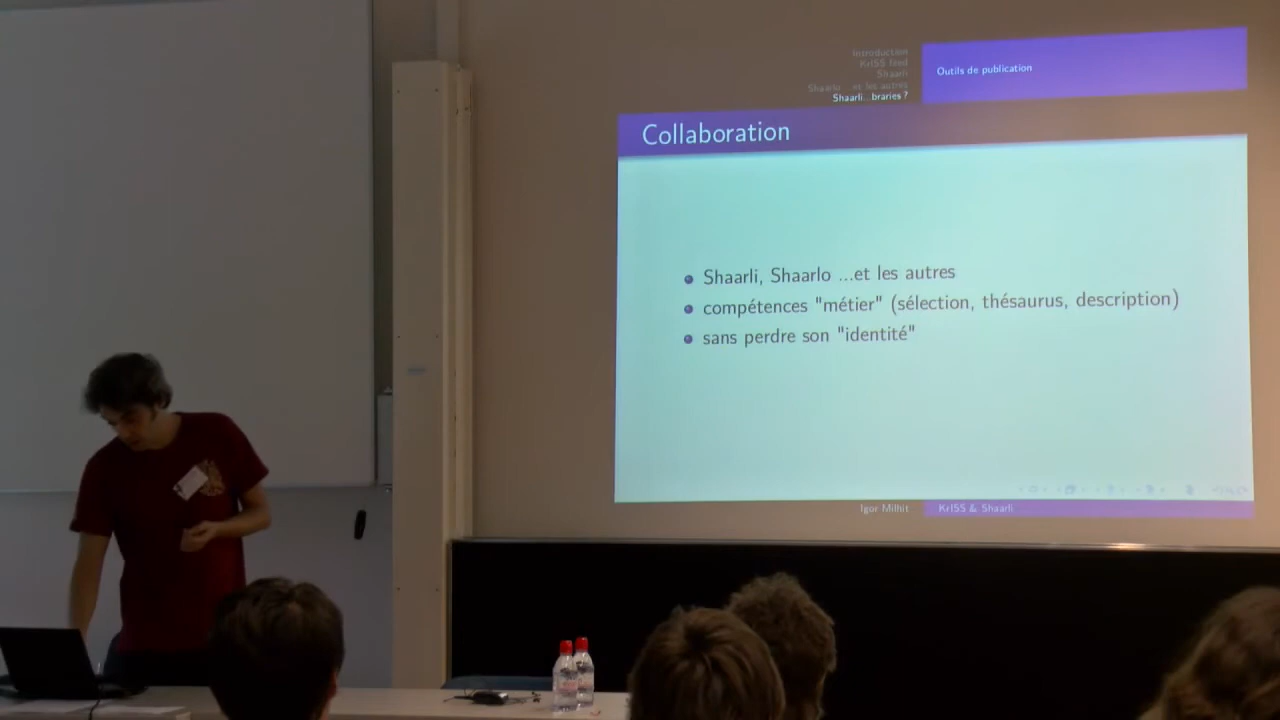 Introduction
KrISS feed
Shaarli
Shaarlo ...et les autres
Shaarli...braries ?
Outils de publication
Collaboration
Shaarli, Shaarlo ...et les autres
compétences "métier" (sélection, thésaurus, description)
sans perdre son "identité"
Igor Milhit
KrISS & Shaarli